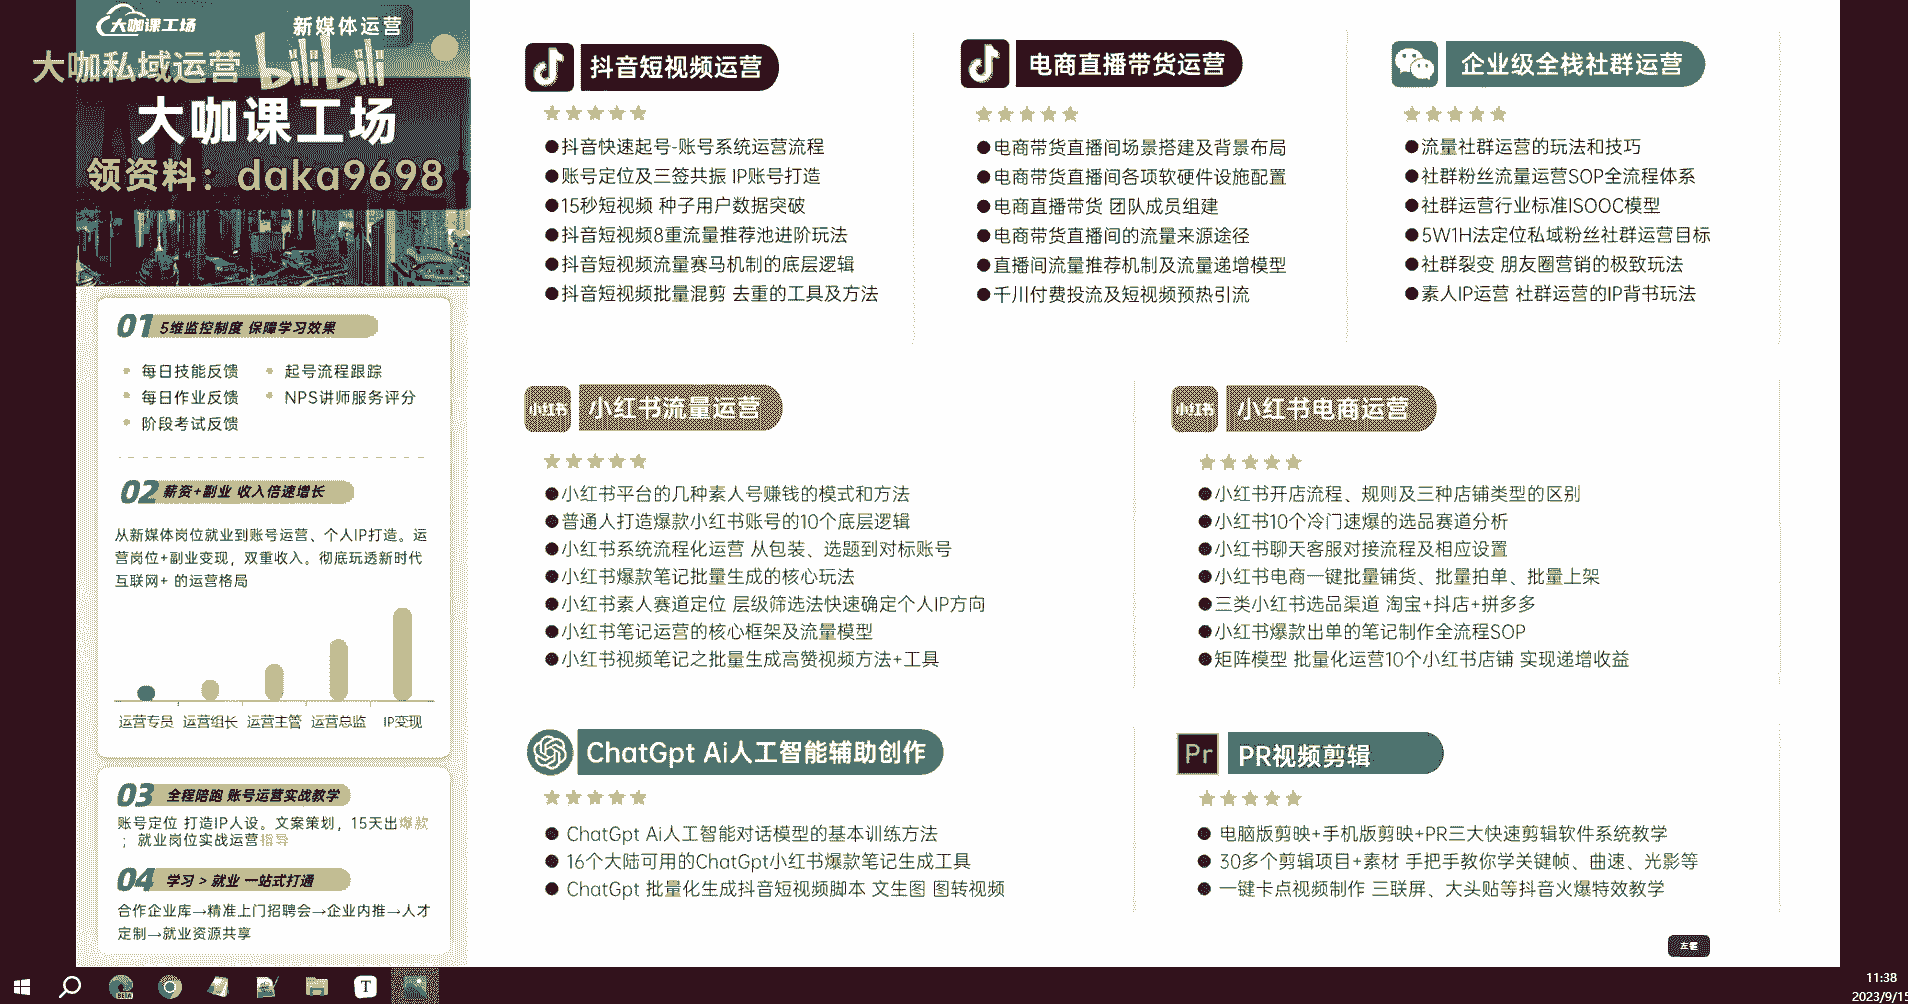 大咖课工场
新媒体运营
大咖私域运营 bilibili
大咖课工场
领资料：daka9698
01 5维监控制度 保障学习效果
每日技能反馈 起号流程跟踪
每日作业反馈 NPS讲师服务评分
阶段考试反馈
02 薪资+副业 收入倍速增长
从新媒体岗位就业到账号运营、个人IP打造。运
营岗位+副业变现，双重收入。彻底玩透新时代
互联网+ 的运营格局
运营专员 运营组长 运营主管 运营总监 IP变现
03 全程陪跑 账号运营实战教学
账号定位 打造IP人设。文案策划，15天出爆款
；就业岗位实战运营指导
04 学习 > 就业 一站式打通
合作企业库→精准上门招聘会→企业内推→人才
定制→就业资源共享
抖音短视频运营
●抖音快速起号-账号系统运营流程
●账号定位及三签共振 IP账号打造
●15秒短视频 种子用户数据突破
●抖音短视频8重流量推荐池进阶玩法
●抖音短视频流量赛马机制的底层逻辑
●抖音短视频批量混剪 去重的工具及方法
电商直播带货运营
●电商带货直播间场景搭建及背景布局
●电商带货直播间各项软硬件设施配置
●电商直播带货 团队成员组建
●电商带货直播间的流量来源途径
●直播间流量推荐机制及流量递增模型
●千川付费投流及短视频预热引流
企业级全栈社群运营
●流量社群运营的玩法和技巧
●社群粉丝流量运营SOP全流程体系
●社群运营行业标准ISOOC模型
●5W1H法定位私域粉丝社群运营目标
●社群裂变 朋友圈营销的极致玩法
●素人IP运营 社群运营的IP背书玩法
小红书 小红书流量运营
●小红书平台的几种素人号赚钱的模式和方法
●普通人打造爆款小红书账号的10个底层逻辑
●小红书系统流程化运营 从包装、选题到对标账号
●小红书爆款笔记批量生成的核心玩法
●小红书素人赛道定位 层级筛选法快速确定个人IP方向
●小红书笔记运营的核心框架及流量模型
●小红书视频笔记之批量生成高赞视频方法+工具
小红书 小红书电商运营
●小红书开店流程、规则及三种店铺类型的区别
●小红书10个冷门速爆的选品赛道分析
●小红书聊天客服对接流程及相应设置
●小红书电商一键批量铺货、批量拍单、批量上架
●三类小红书选品渠道 淘宝+抖店+拼多多
●小红书爆款出单的笔记制作全流程SOP
●矩阵模型 批量化运营10个小红书店铺 实现递增收益
ChatGpt Ai人工智能辅助创作
● ChatGpt Ai人工智能对话模型的基本训练方法
● 16个大陆可用的ChatGpt小红书爆款笔记生成工具
● ChatGpt 批量化生成抖音短视频脚本 文生图 图转视频
Pr PR视频剪辑
● 电脑版剪映+手机版剪映+PR三大快速剪辑软件系统教学
● 30多个剪辑项目+素材 手把手教你学关键帧、曲速、光影等
● 一键卡点视频制作 三联屏、大头贴等抖音火爆特效教学
BETA
T
11:38
2023/9/15